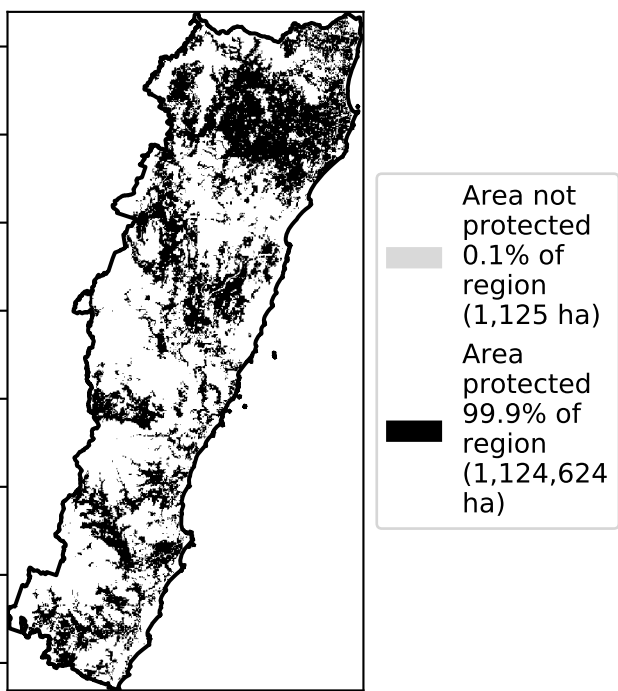 Area not
protected
0.1% of
region
(1,125 ha)
Area
protected
99.9% of
region
(1,124,624
ha)